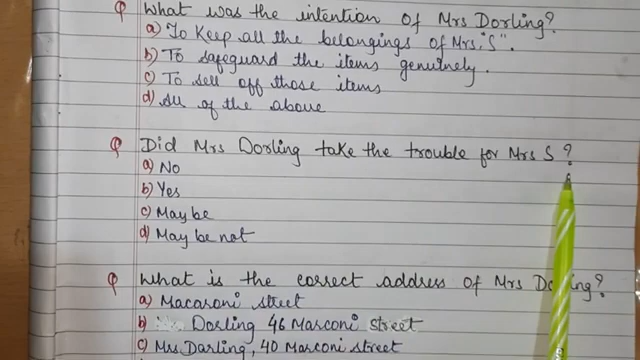 Q What was the intention of Mrs Dorling?
a) To Keep all the belongings of Mrs. "S".
b) To safeguard the items genuinely.
c) To sell off those items
d) All of the above
Q Did Mrs Dorling take the trouble for Mrs S ?
a) No
b) Yes
c) May be
d) May be not
Q What is the correct address of Mrs Dorling?
a) Macaroni street
b) Dorling 46 Marconi street
c) Mrs. Darling, 40 Marconi street